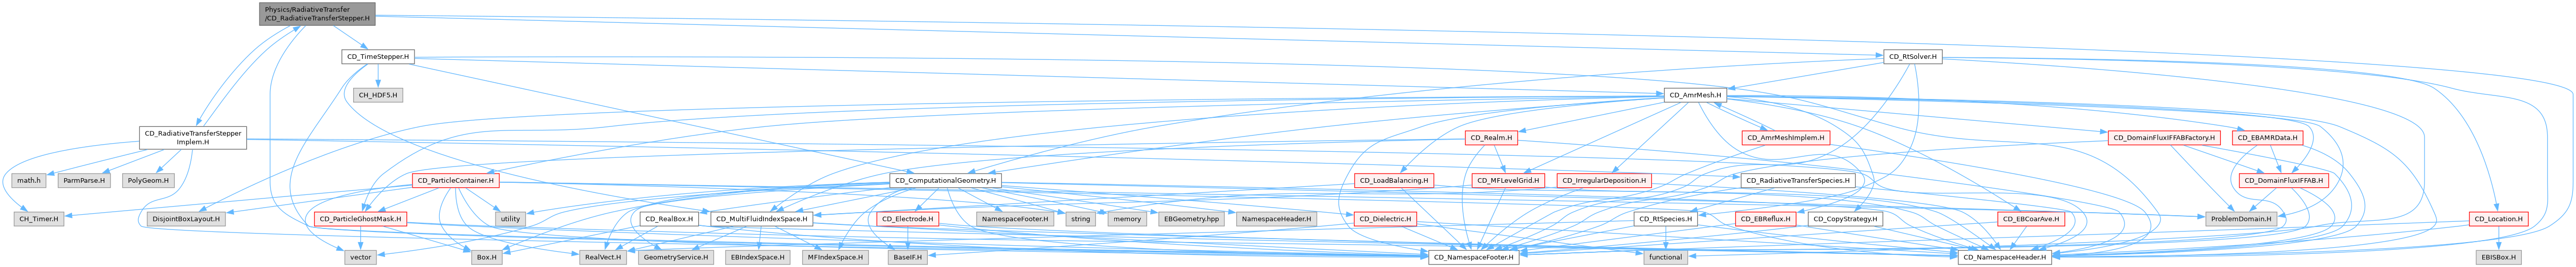 Physics/RadiativeTransfer
/CD_RadiativeTransferStepper.H
CD_TimeStepper.H
CD_RtSolver.H
CH_HDF5.H
CD_AmrMesh.H
CD_RadiativeTransferStepper
Implem.H
CD_Realm.H
CD_AmrMeshImplem.H
CD_DomainFluxIFFABFactory.H
CD_EBAMRData.H
math.h
ParmParse.H
PolyGeom.H
CD_ParticleContainer.H
CD_ComputationalGeometry.H
CD_LoadBalancing.H
CD_MFLevelGrid.H
CD_IrregularDeposition.H
CD_RadiativeTransferSpecies.H
CD_DomainFluxIFFAB.H
CH_Timer.H
DisjointBoxLayout.H
CD_ParticleGhostMask.H
utility
CD_RealBox.H
CD_MultiFluidIndexSpace.H
CD_Electrode.H
NamespaceFooter.H
string
memory
EBGeometry.hpp
NamespaceHeader.H
CD_Dielectric.H
CD_RtSpecies.H
CD_EBReflux.H
CD_CopyStrategy.H
CD_EBCoarAve.H
ProblemDomain.H
CD_Location.H
vector
Box.H
RealVect.H
GeometryService.H
EBIndexSpace.H
MFIndexSpace.H
BaseIF.H
CD_NamespaceFooter.H
functional
CD_NamespaceHeader.H
EBISBox.H